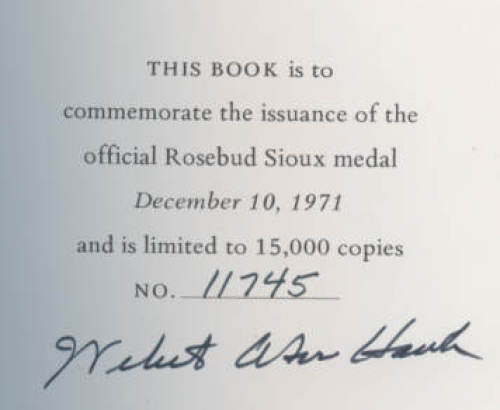 THIS BOOK is to
commemorate the issuance of the
official Rosebud Sioux medal
December 10, 1971
and is limited to 15,000 copies
NO. 11745